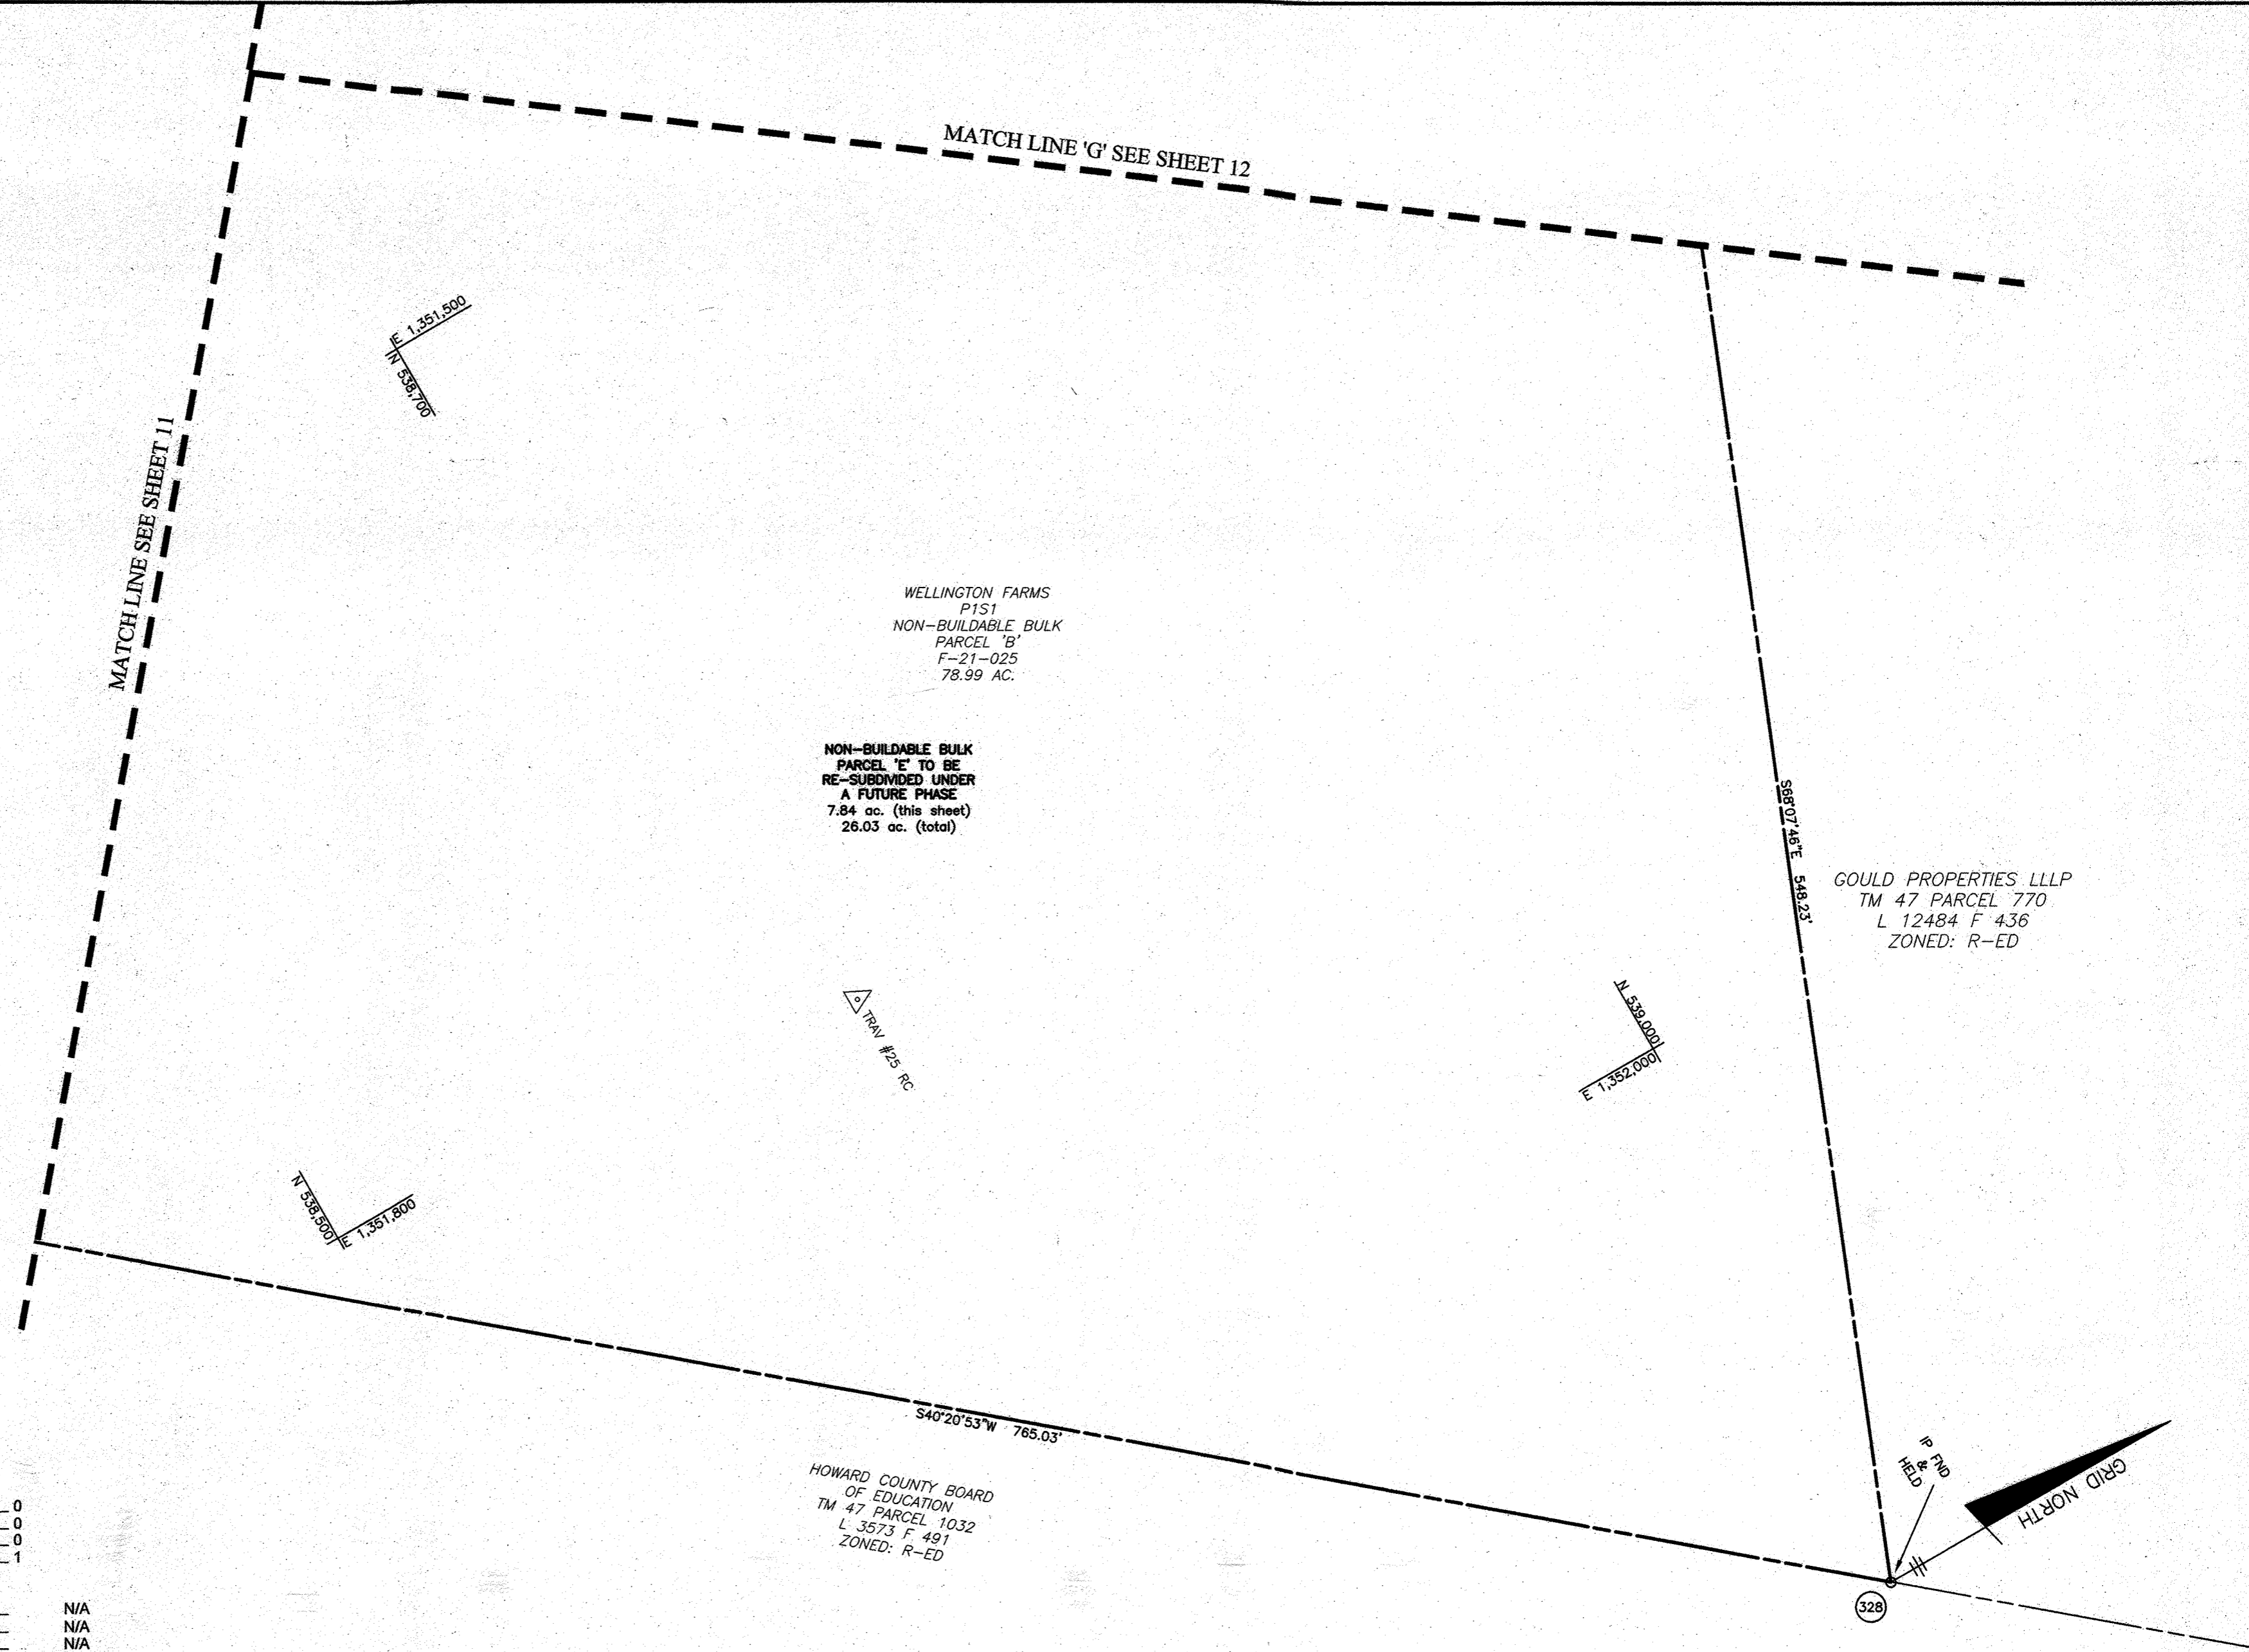 MATCH LINE 'G' SEE SHEET 12
MATCH LINE SEE SHEET 11
E 1,351,500
N 538,700
WELLINGTON FARMS
P1S1
NON-BUILDABLE BULK
PARCEL 'B'
F-21-025
78.99 AC.
NON-BUILDABLE BULK
PARCEL 'E' TO BE
RE-SUBDIVIDED UNDER
A FUTURE PHASE
7.84 ac. (this sheet)
26.03 ac. (total)
S68°07'46"E 548.23'
GOULD PROPERTIES LLLP
TM 47 PARCEL 770
L 12484 F 436
ZONED: R-ED
TRAV #25 RC
N 539,000
E 1,352,000
N 538,500
E 1,351,800
S40°20'53"W 765.03'
HOWARD COUNTY BOARD
OF EDUCATION
TM 47 PARCEL 1032
L 3573 F 491
ZONED: R-ED
IP FND
&
HELD
GRID NORTH
328
0
0
0
1
N/A
N/A
N/A